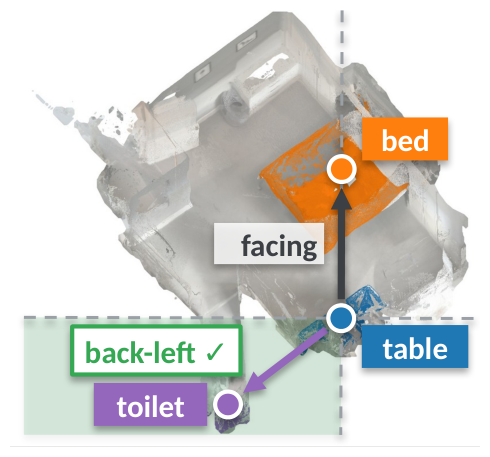 bed
facing
back-left ✓
table
toilet